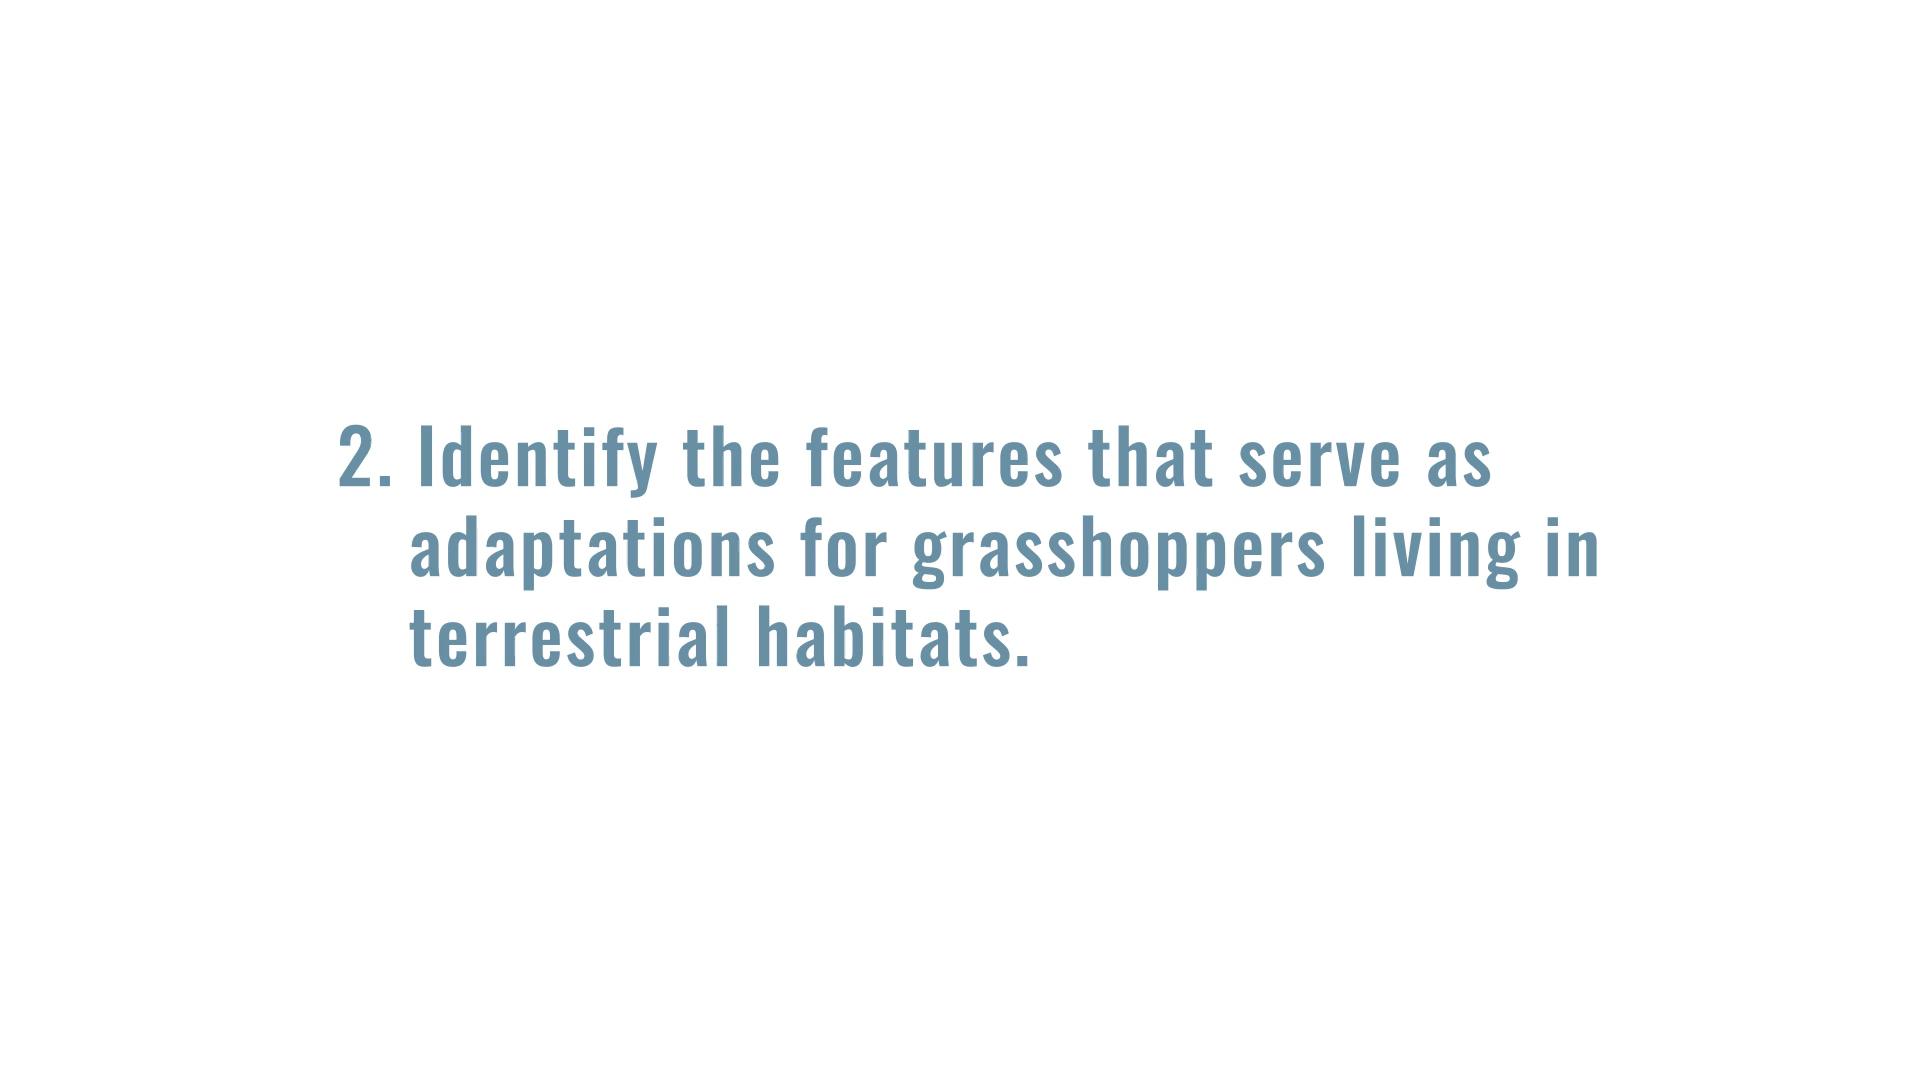 2. Identify the features that serve as
adaptations for grasshoppers living in
terrestrial habitats.